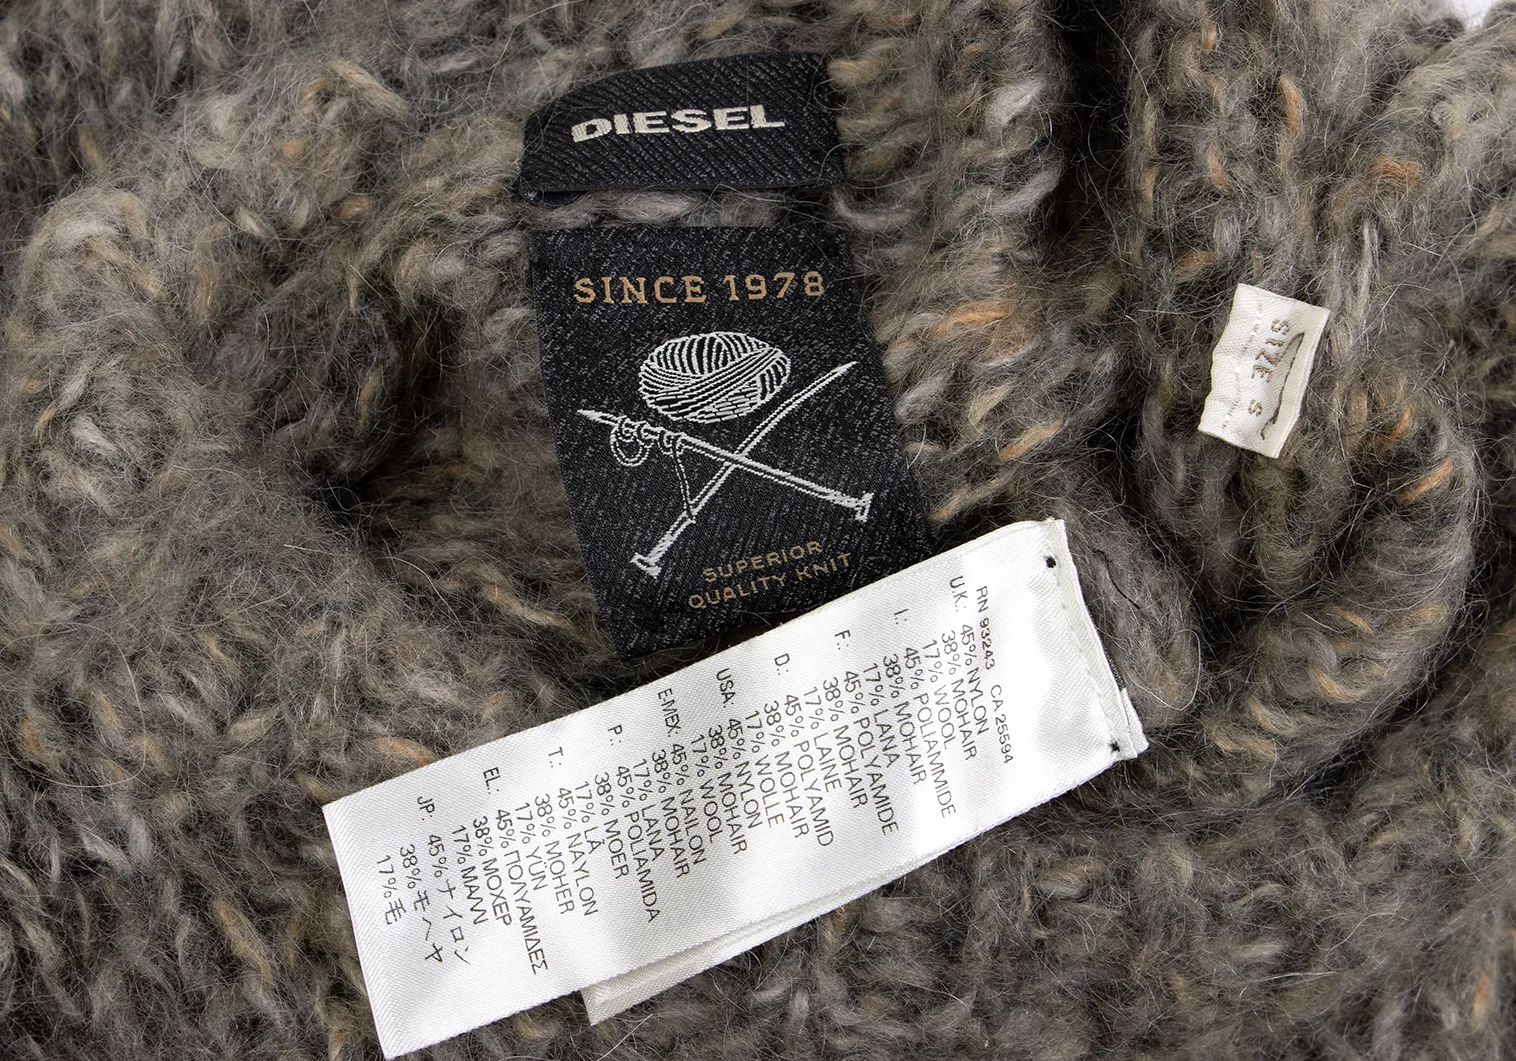 DIESEL
SINCE 1978
SUPERIOR
QUALITY KNIT
SIZE S
RN 93243 CA 25594
U.K.: 45% NYLON
38% MOHAIR
17% WOOL
I.: 45% POLIAMMIDE
38% MOHAIR
17% LANA
F.: 45% POLYAMIDE
38% MOHAIR
17% LAINE
D.: 45% POLYAMID
38% MOHAIR
17% WOLLE
USA: 45% NYLON
38% MOHAIR
17% WOOL
E-MEX: 45% NAILON
38% MOHAIR
17% LANA
P.: 45% POLIAMIDA
38% MOER
17% LÃ
T.: 45% NAYLON
38% MOHER
17% YÜN
EL.: 45% ΠΟΛΥΑΜΙΔΕΣ
38% ΜΟΧΕΡ
17% ΜΑΛΛΙ
JP: 45% ナイロン
38% モヘヤ
17% 毛